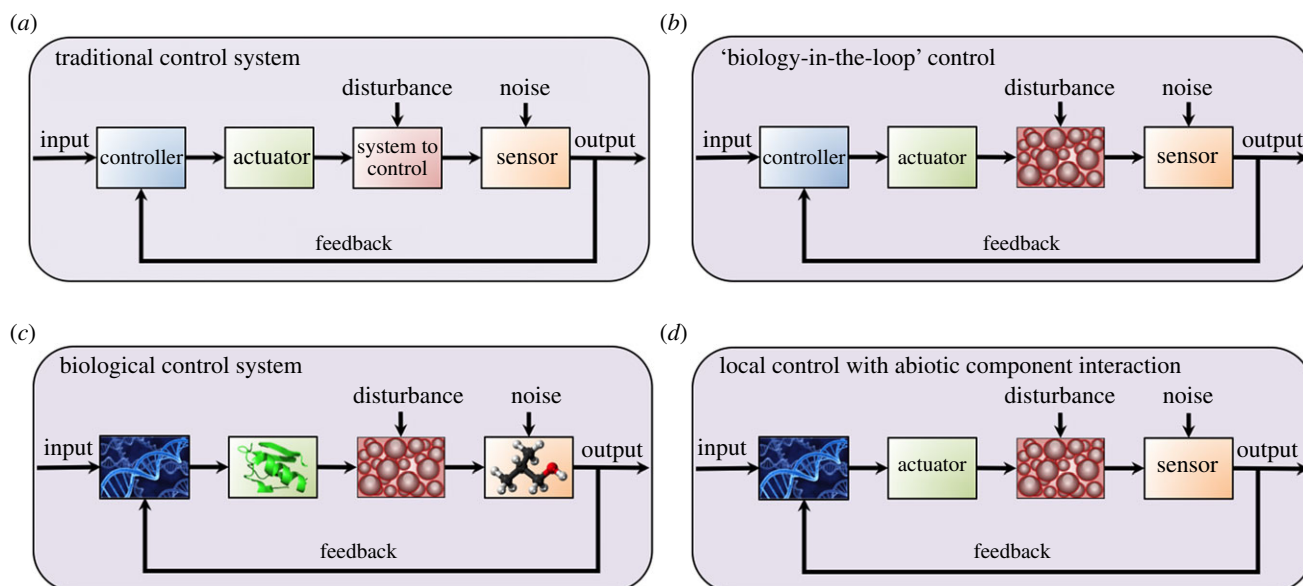 (a)
traditional control system
disturbance
noise
input
controller
actuator
system to
control
sensor
output
feedback
(b)
‘biology-in-the-loop’ control
disturbance
noise
input
controller
actuator
sensor
output
feedback
(c)
biological control system
disturbance
noise
input
output
feedback
(d)
local control with abiotic component interaction
disturbance
noise
input
actuator
sensor
output
feedback